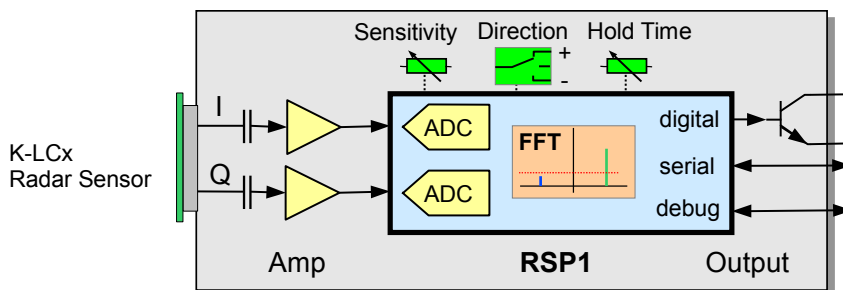 Sensitivity Direction Hold Time
+
-
I
ADC
digital
FFT
K-LCx
Radar Sensor
serial
Q
ADC
debug
Amp RSP1 Output